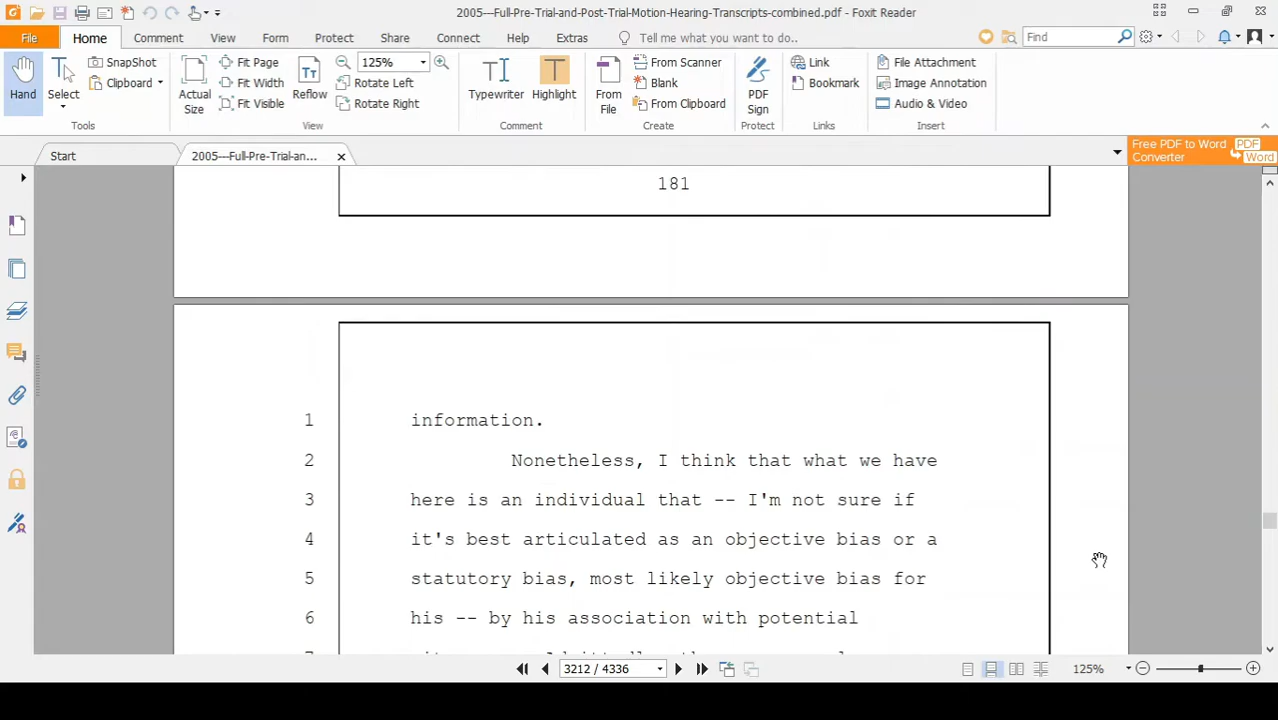 2005---Full-Pre-Trial-and-Post-Trial-Motion-Hearing-Transcripts-combined.pdf - Foxit Reader
File Home Comment View Form Protect Share Connect Help Extras Tell me what you want to do.. Find
Hand
Select
SnapShot
Clipboard
Tools
Actual Size
Fit Page
Fit Width
Fit Visible
Reflow
125%
Rotate Left
Rotate Right
View
Typewriter
Highlight
Comment
From File
From Scanner
Blank
From Clipboard
Create
PDF Sign
Protect
Link
Bookmark
Links
File Attachment
Image Annotation
Audio & Video
Insert
Start
2005---Full-Pre-Trial-an...
Free PDF to Word Converter
PDF
Word
181
1 information.
2 Nonetheless, I think that what we have
3 here is an individual that -- I'm not sure if
4 it's best articulated as an objective bias or a
5 statutory bias, most likely objective bias for
6 his -- by his association with potential
3212 / 4336
125%